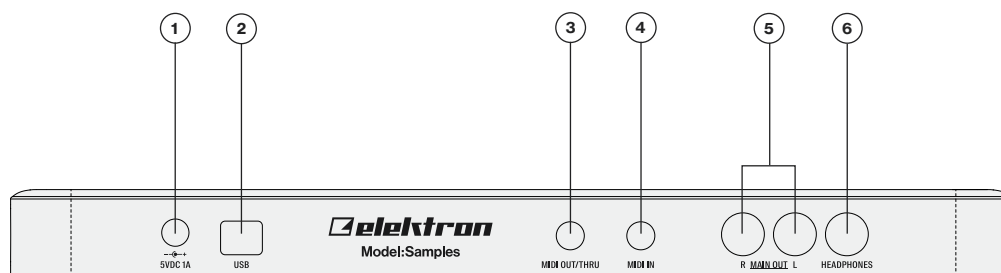 1 2 3 4 5 6
elektron
Model:Samples
5VDC 1A USB MIDI OUT/THRU MIDI IN R MAIN OUT L HEADPHONES